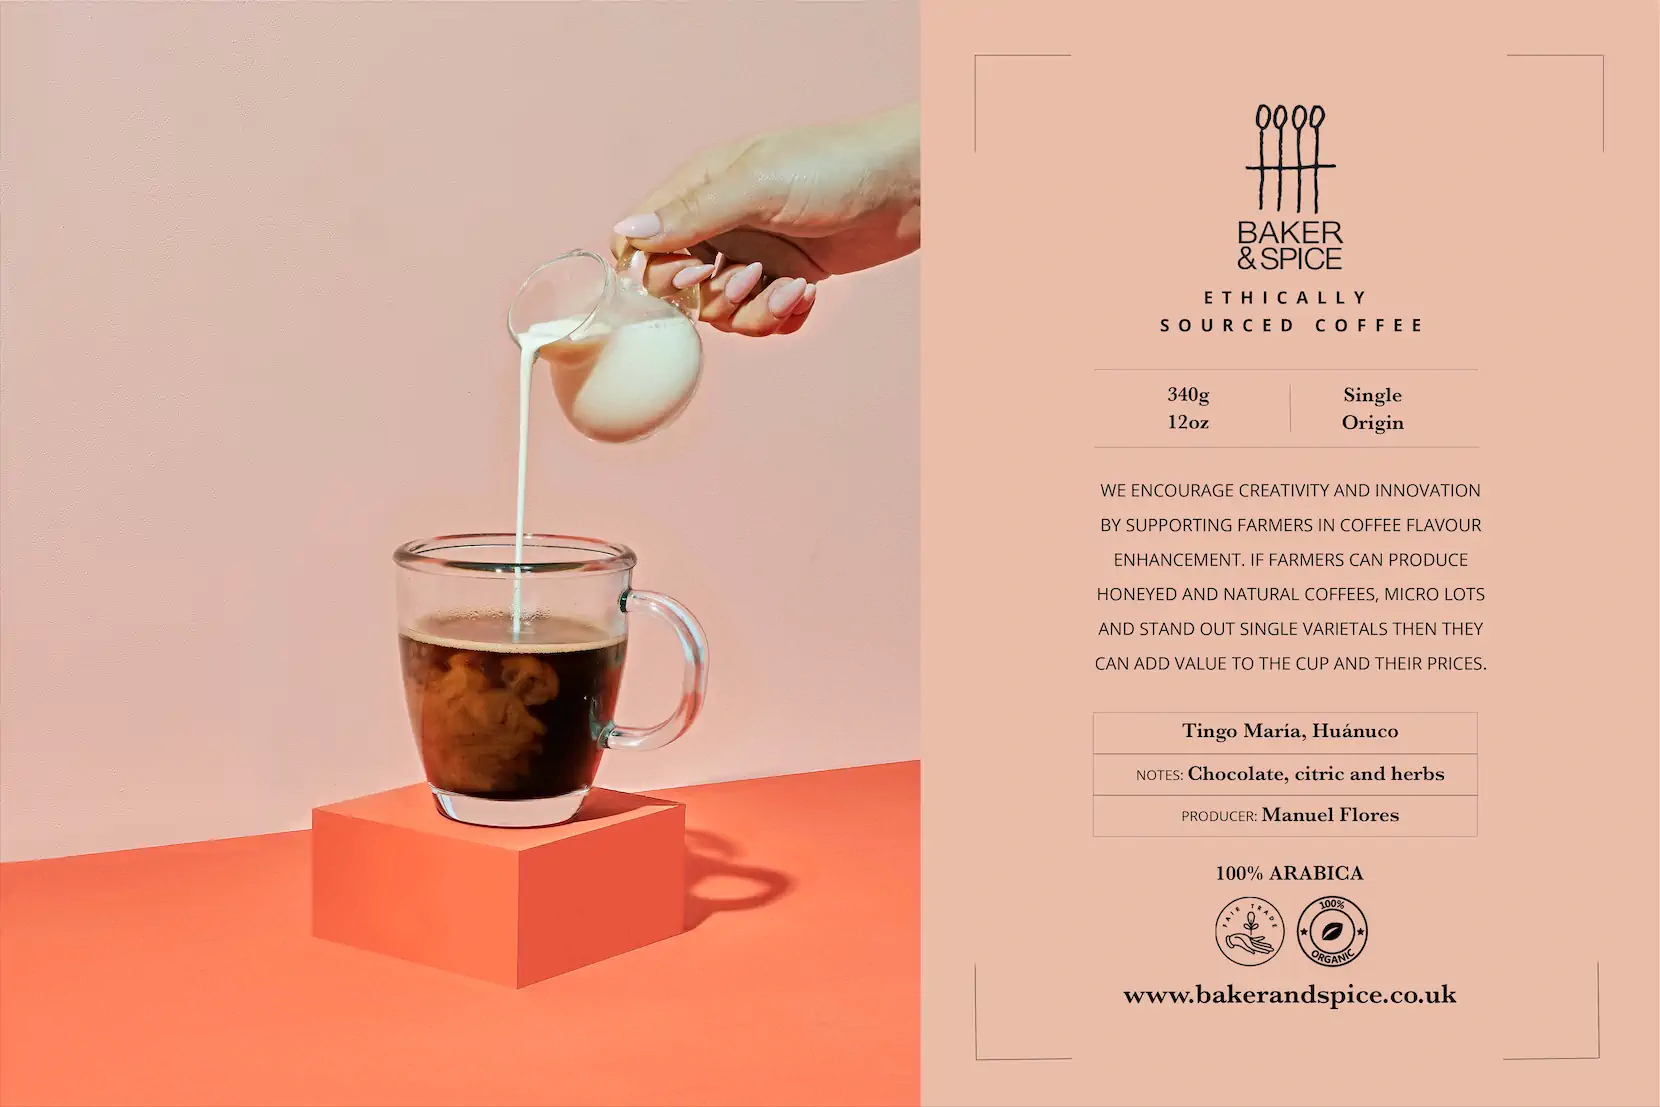 BAKER
& SPICE
ETHICALLY
SOURCED COFFEE
340g
12oz
Single
Origin
WE ENCOURAGE CREATIVITY AND INNOVATION
BY SUPPORTING FARMERS IN COFFEE FLAVOUR
ENHANCEMENT. IF FARMERS CAN PRODUCE
HONEYED AND NATURAL COFFEES, MICRO LOTS
AND STAND OUT SINGLE VARIETALS THEN THEY
CAN ADD VALUE TO THE CUP AND THEIR PRICES.
Tingo María, Huánuco
NOTES: Chocolate, citric and herbs
PRODUCER: Manuel Flores
100% ARABICA
FAIR TRADE
100%
ORGANIC
www.bakerandspice.co.uk